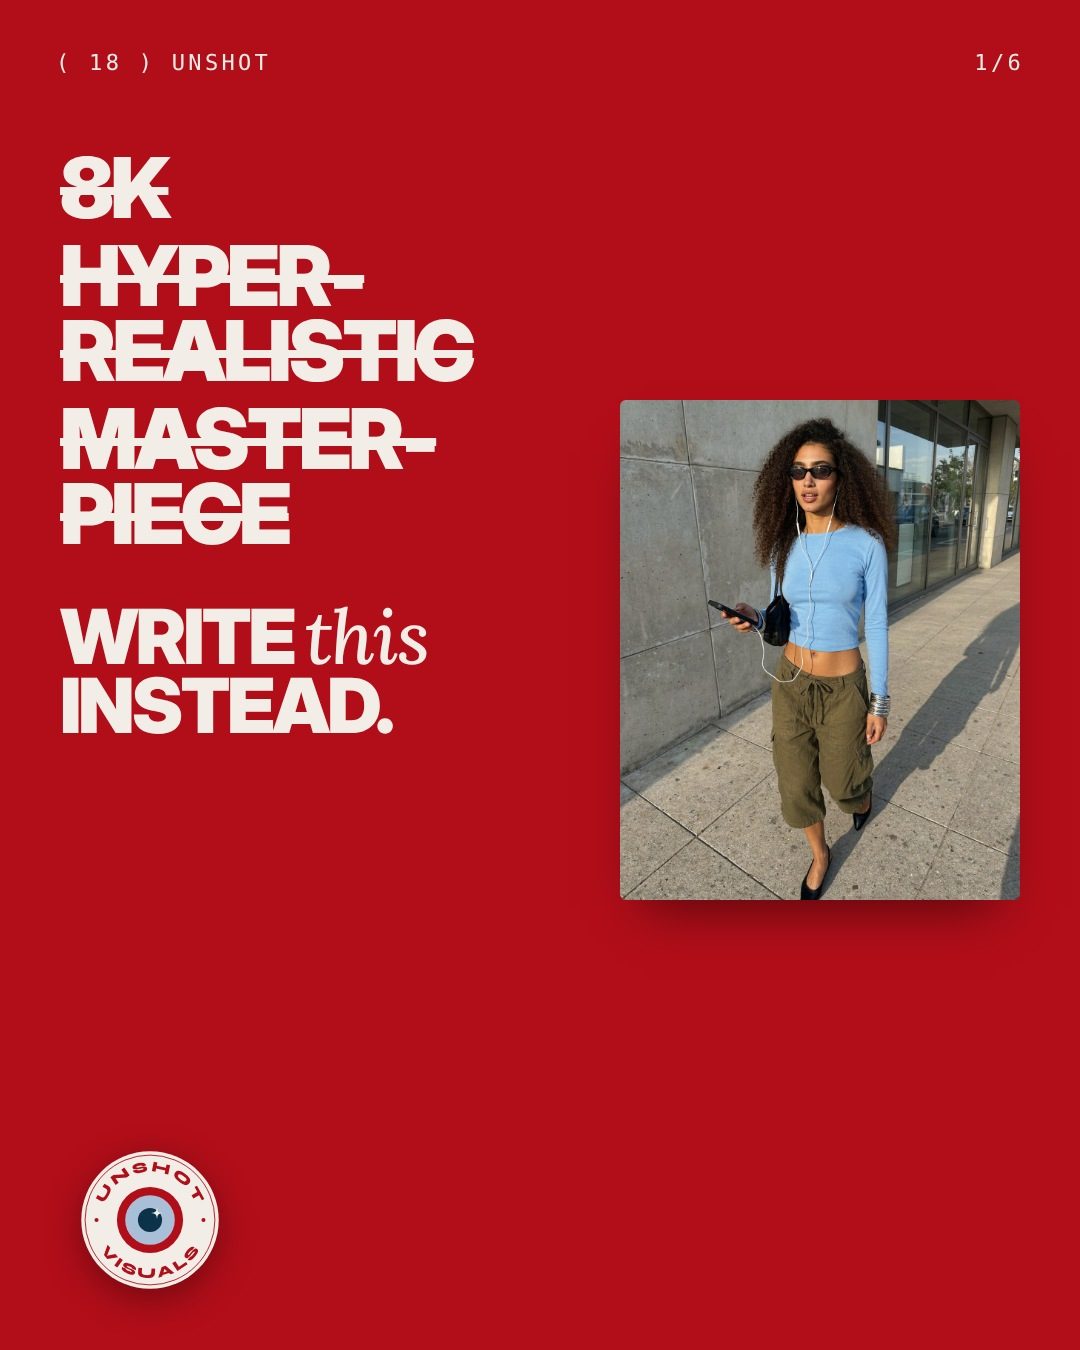 ( 18 ) UNSHOT
1/6
8K
HYPER-
REALISTIC
MASTER-
PIECE
WRITE this
INSTEAD.
UNSHOT
VISUALS